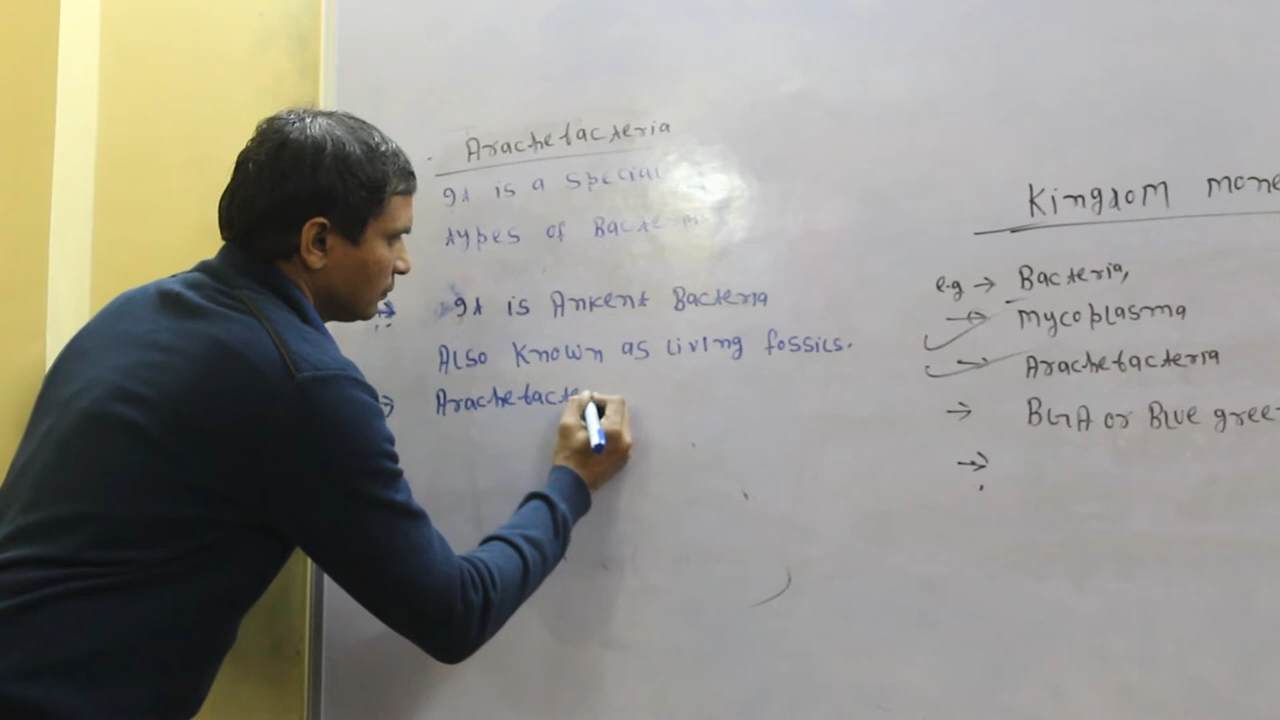 Arachebacteria
It is a special
types of Bacteria
→ It is Ankent Bacteria
Also Known as living fossils.
→ Arachebacte
Kingdom mone
e.g → Bacteria,
→ mycoplasma
→ Arachebacteria
→ BGA or Blue gree
→